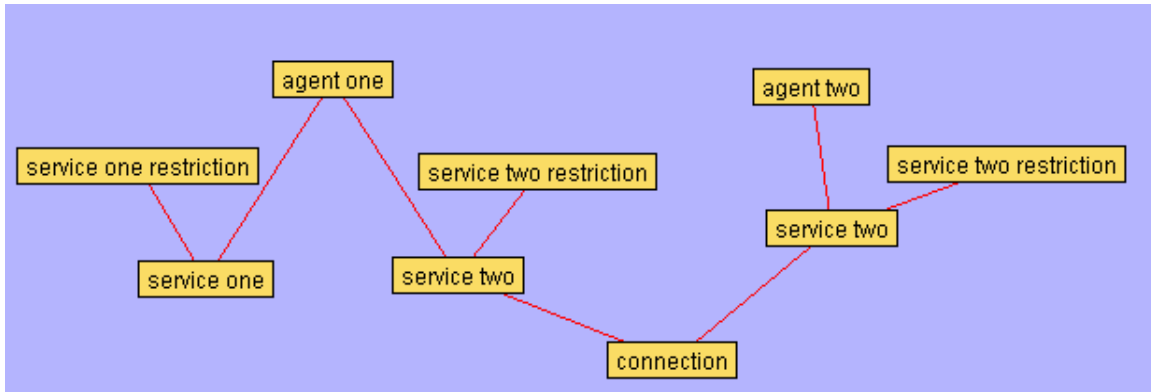 agent one
agent two
service one restriction
service two restriction
service two restriction
service two
service one
service two
connection